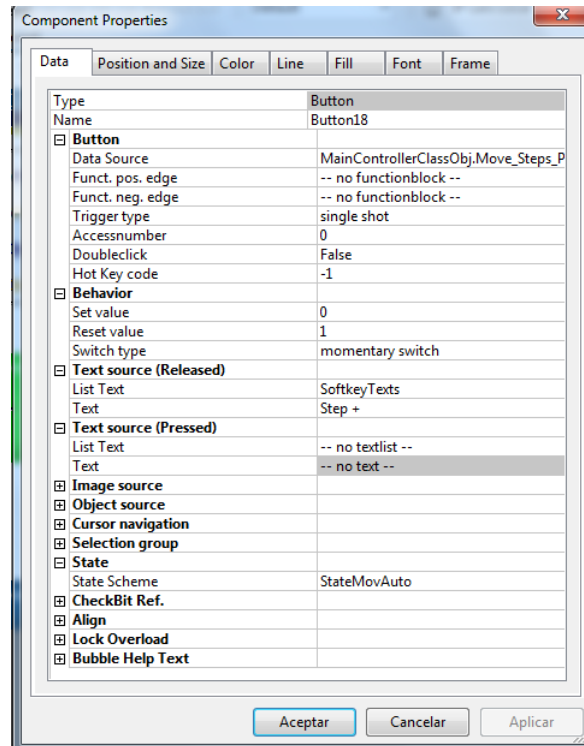 Component Properties
Data Position and Size Color Line Fill Font Frame
Type Button
Name Button18
Button
Data Source MainControllerClassObj.Move_Steps_P
Funct. pos. edge -- no functionblock --
Funct. neg. edge -- no functionblock --
Trigger type single shot
Accessnumber 0
Doubleclick False
Hot Key code -1
Behavior
Set value 0
Reset value 1
Switch type momentary switch
Text source (Released)
List Text SoftkeyTexts
Text Step +
Text source (Pressed)
List Text -- no textlist --
Text -- no text --
Image source
Object source
Cursor navigation
Selection group
State
State Scheme StateMovAuto
CheckBit Ref.
Align
Lock Overload
Bubble Help Text
Aceptar Cancelar Aplicar